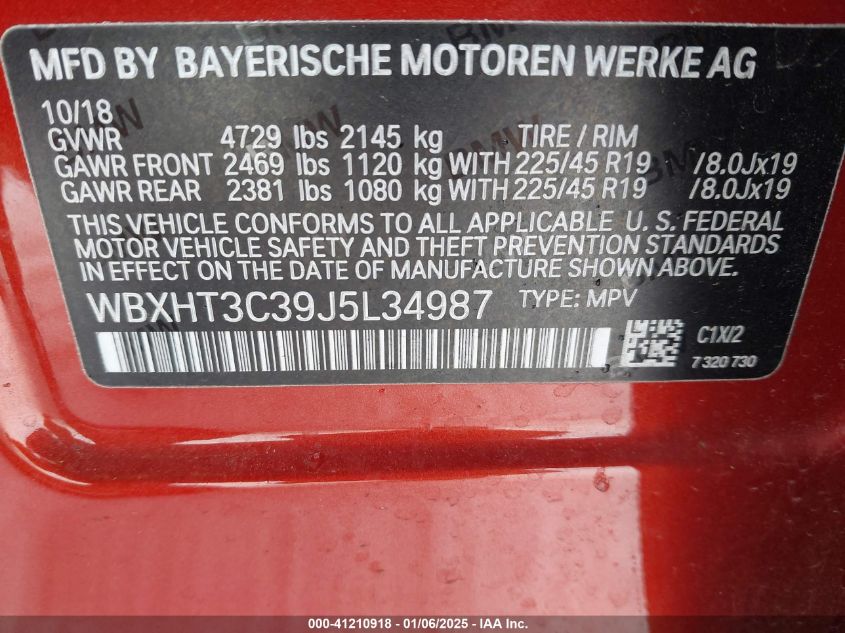 MFD BY BAYERISCHE MOTOREN WERKE AG
10/18
GVWR 4729 lbs 2145 kg TIRE / RIM
GAWR FRONT 2469 lbs 1120 kg WITH 225/45 R19 /8.0Jx19
GAWR REAR 2381 lbs 1080 kg WITH 225/45 R19 /8.0Jx19
THIS VEHICLE CONFORMS TO ALL APPLICABLE U. S. FEDERAL
MOTOR VEHICLE SAFETY AND THEFT PREVENTION STANDARDS
IN EFFECT ON THE DATE OF MANUFACTURE SHOWN ABOVE.
WBXHT3C39J5L34987 TYPE: MPV
C1X/2
7 320 730
000-41210918 - 01/06/2025 - IAA Inc.